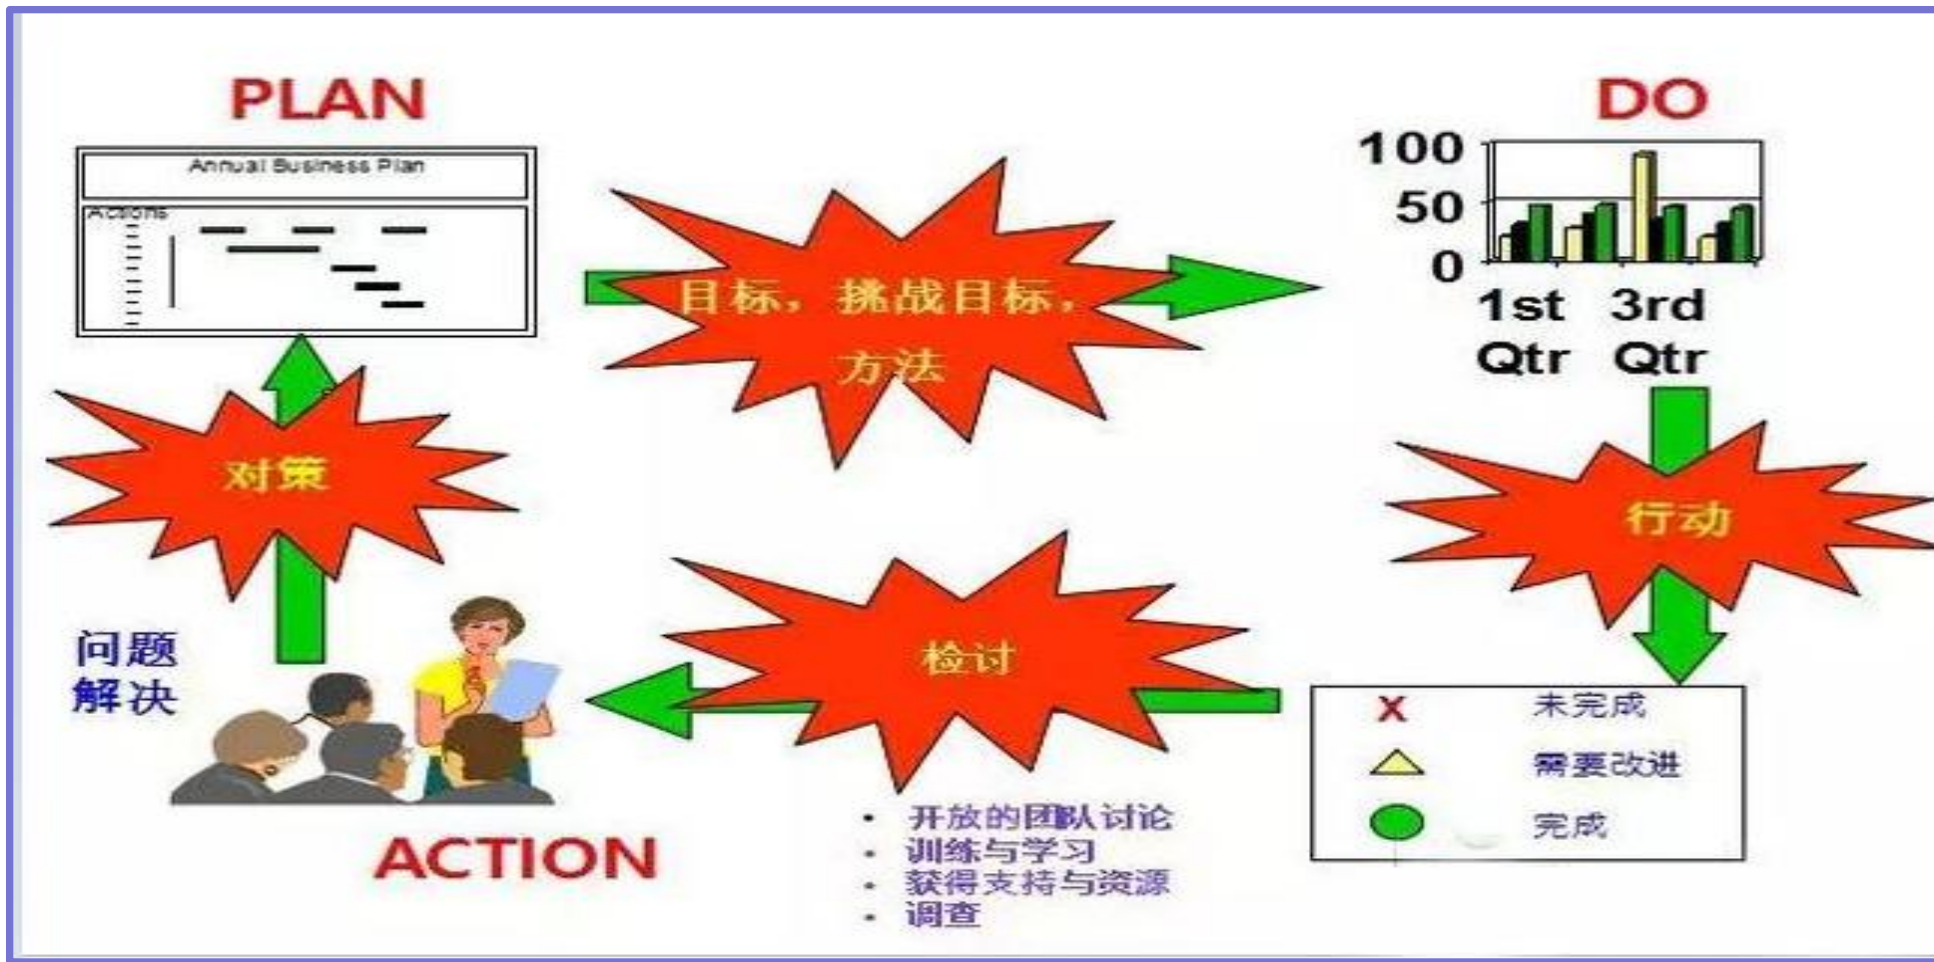 PLAN
DO
Annual Business Plan
Actions
100
50
0
1st 3rd
Qtr Qtr
目标，挑战目标，
方法
对策
行动
检讨
问题
解决
X 未完成
需要改进
完成
ACTION
• 开放的团队讨论
• 训练与学习
• 获得支持与资源
• 调查